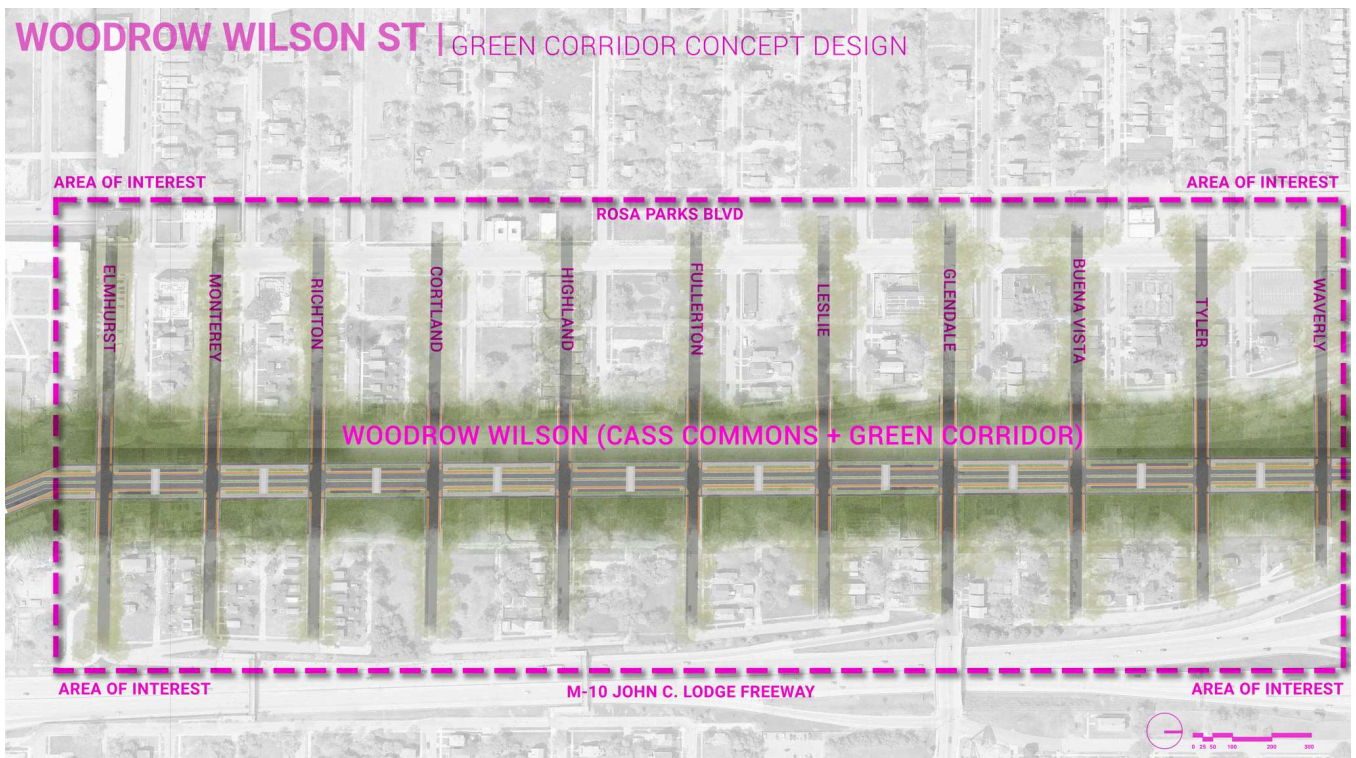 WOODROW WILSON ST | GREEN CORRIDOR CONCEPT DESIGN
AREA OF INTEREST
AREA OF INTEREST
ROSA PARKS BLVD
ELMHURST
MONTEREY
RICHTON
CORTLAND
HIGHLAND
FULLERTON
LESLIE
GLENDALE
BUENA VISTA
TYLER
WAVERLY
WOODROW WILSON (CASS COMMONS + GREEN CORRIDOR)
AREA OF INTEREST
M-10 JOHN C. LODGE FREEWAY
AREA OF INTEREST
0 25 50 100 200 300